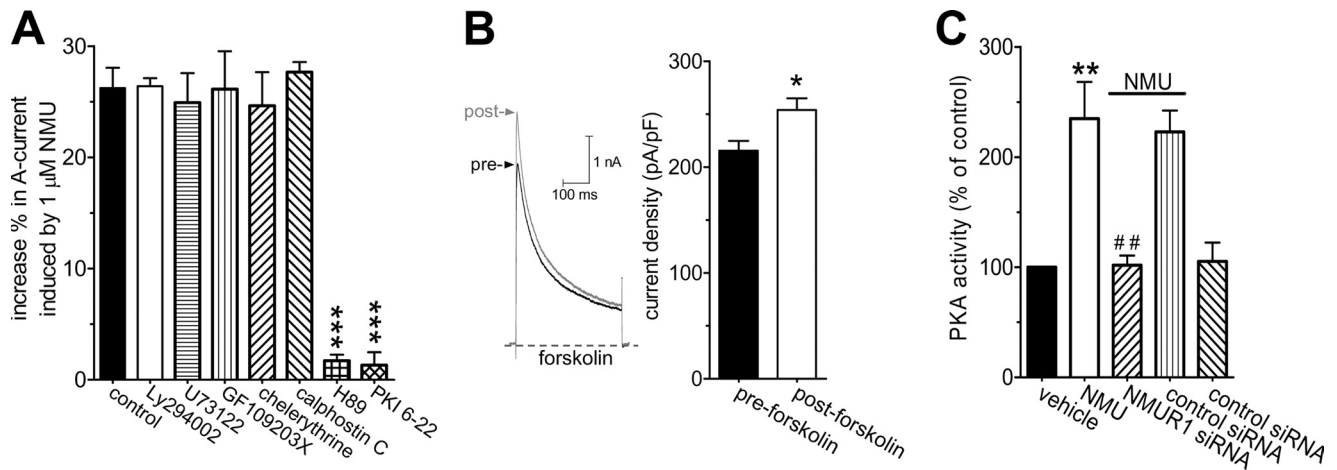 A
increase % in A-current
induced by 1 μM NMU
30
20
10
0
***
***
control
Ly294002
U73122
GF109203X
chelerythrine
calphostin C
H89
PKI 6-22
B
post-
pre-
1 nA
100 ms
forskolin
current density (pA/pF)
300
200
100
0
*
pre-forskolin
post-forskolin
C
PKA activity (% of control)
300
200
100
0
**
NMU
##
vehicle
NMU
NMUR1 siRNA
control siRNA
control siRNA